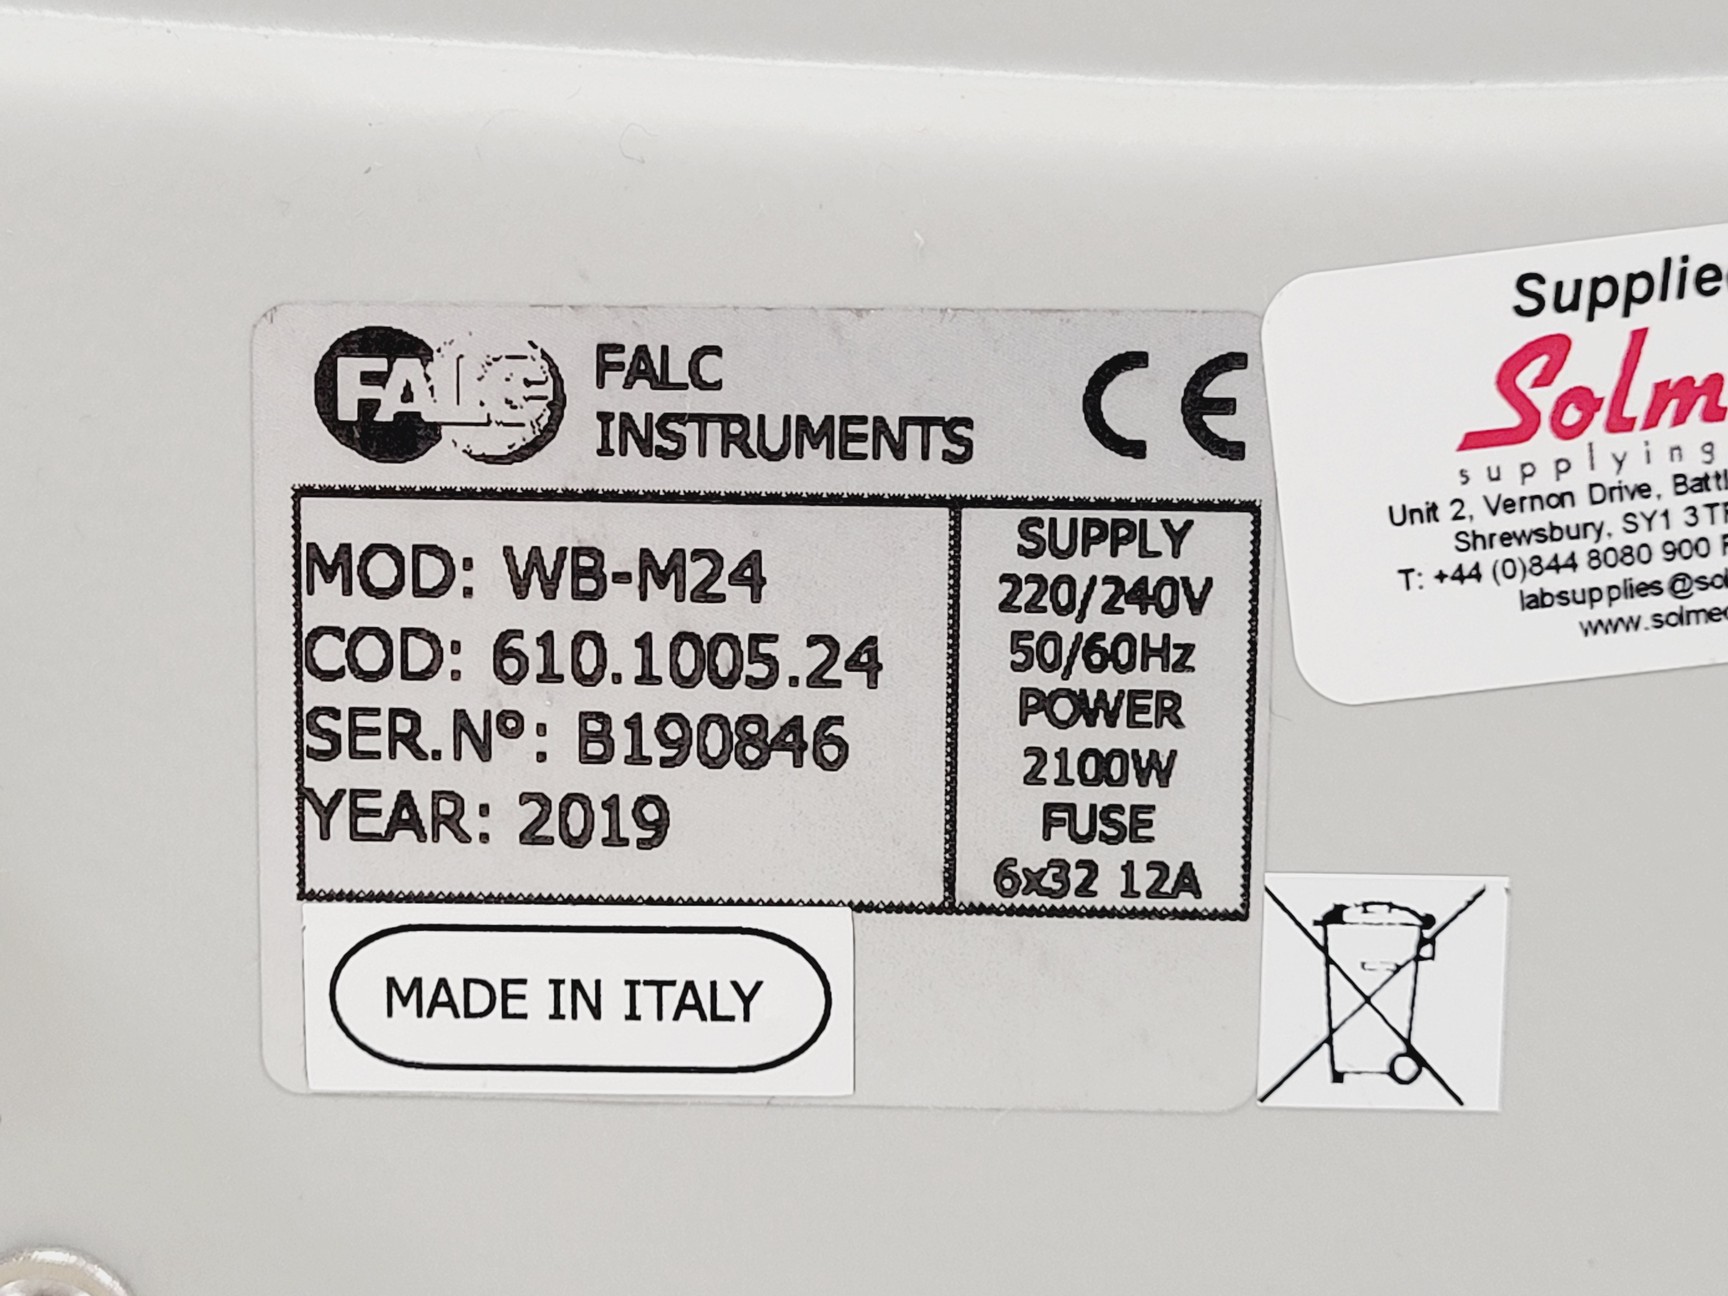 FALC
FALC
INSTRUMENTS
CE
MOD: WB-M24
COD: 610.1005.24
SER.Nº: B190846
YEAR: 2019
SUPPLY
220/240V
50/60Hz
POWER
2100W
FUSE
6x32 12A
MADE IN ITALY
Supplie
Solm
supplying
Unit 2, Vernon Drive, Battl
Shrewsbury, SY1 3T
T: +44 (0)844 8080 900
labsupplies@so
www.solme